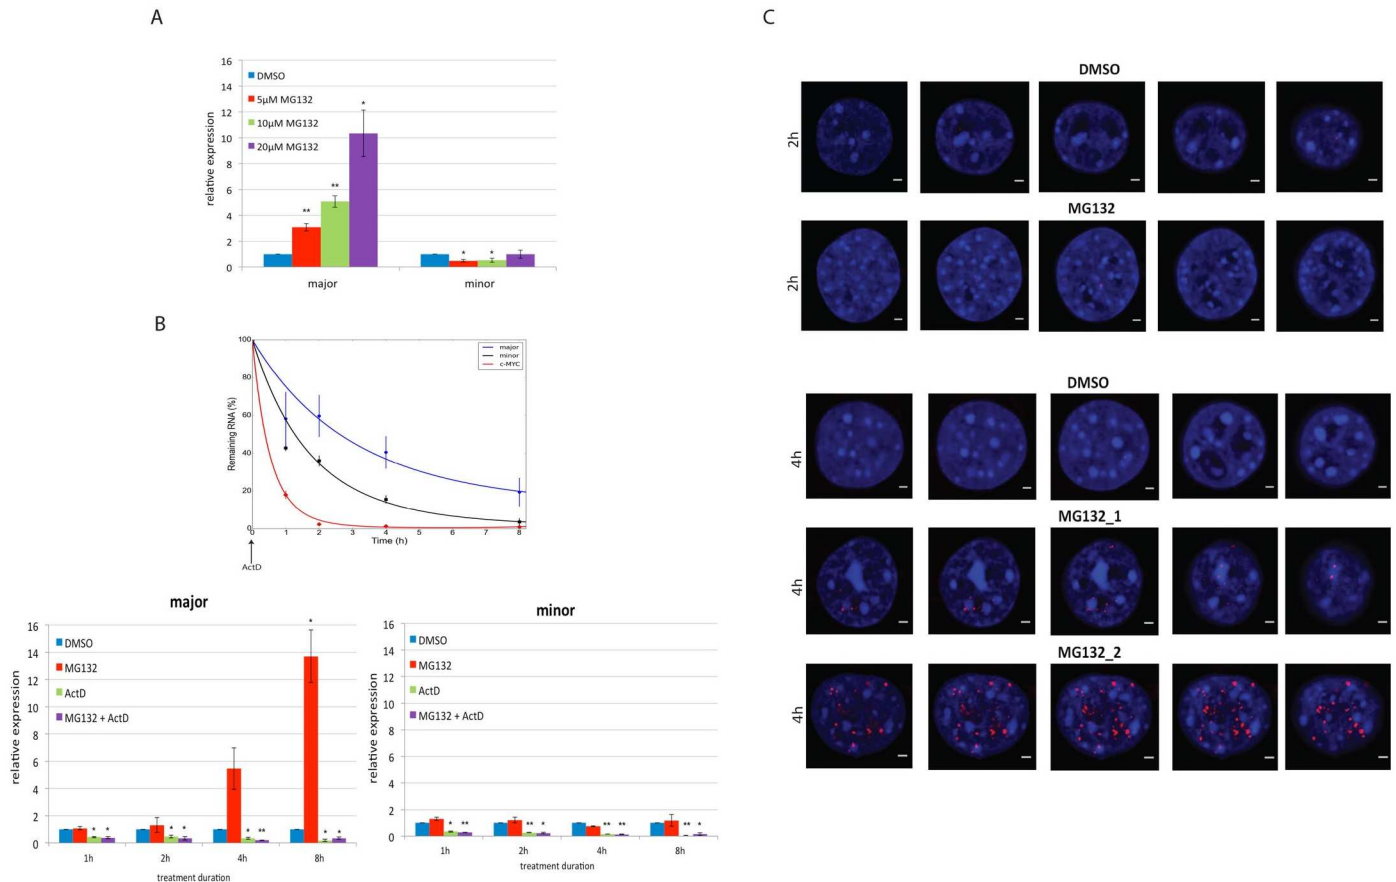 A
16
14
12
10
8
6
4
2
0
relative expression
DMSO
5μM MG132
10μM MG132
20μM MG132
**
**
*
*
*
major
minor
B
100
80
60
40
20
0
Remaining RNA (%)
major
minor
c-MYC
0 1 2 3 4 5 6 7 8
Time (h)
ActD
major
16
14
12
10
8
6
4
2
0
relative expression
DMSO
MG132
ActD
MG132 + ActD
* *
* *
* **
*
* *
1h 2h 4h 8h
treatment duration
minor
16
14
12
10
8
6
4
2
0
relative expression
DMSO
MG132
ActD
MG132 + ActD
* **
** *
** **
** *
1h 2h 4h 8h
treatment duration
C
DMSO
2h
MG132
2h
DMSO
4h
MG132_1
4h
MG132_2
4h